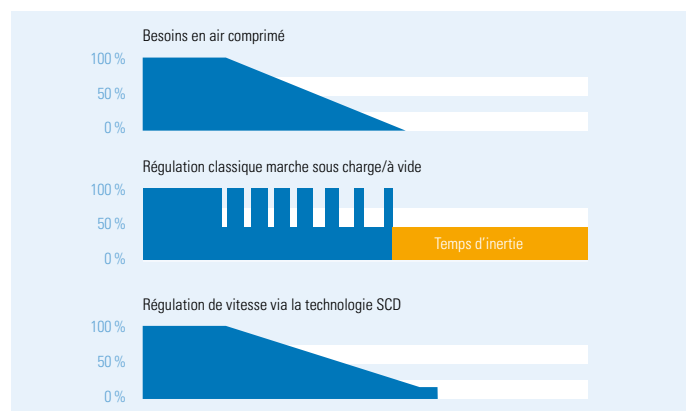 Besoins en air comprimé
100 %
50 %
0 %
Régulation classique marche sous charge/à vide
100 %
50 %
0 %
Temps d'inertie
Régulation de vitesse via la technologie SCD
100 %
50 %
0 %